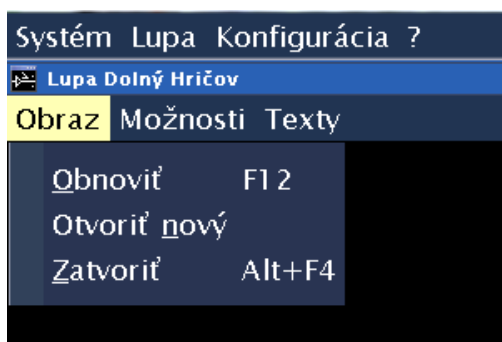 Systém Lupa Konfigurácia ?
Lupa Dolný Hričov
Obraz Možnosti Texty
Obnoviť F12
Otvoriť nový
Zatvoriť Alt+F4